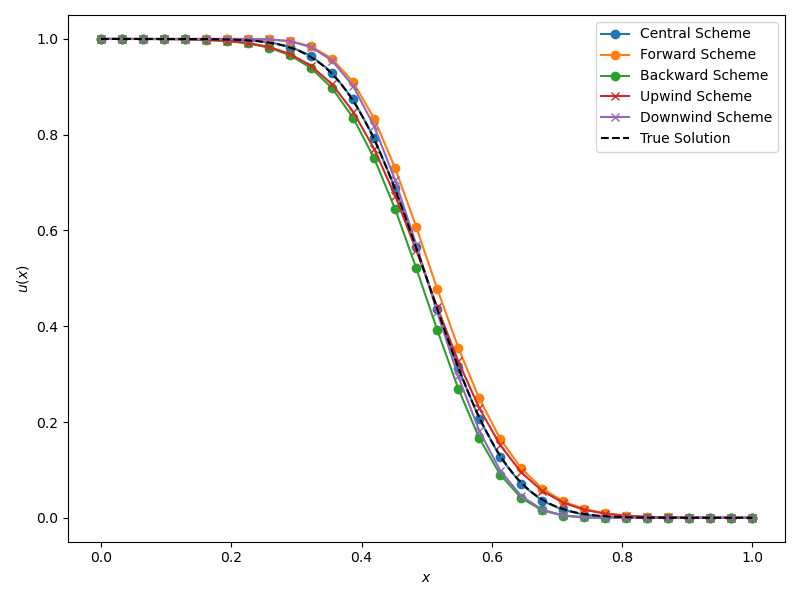 Central Scheme
Forward Scheme
Backward Scheme
Upwind Scheme
Downwind Scheme
True Solution
1.0
0.8
0.6
0.4
0.2
0.0
u(x)
0.0 0.2 0.4 0.6 0.8 1.0
x